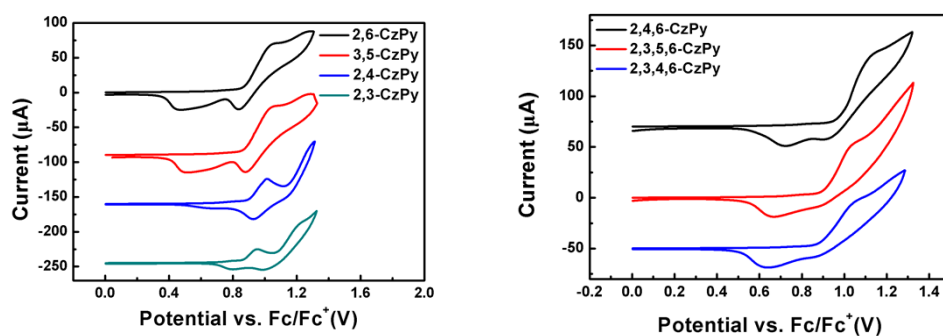 100
50
0
-50
-100
-150
-200
-250
Current (μA)
2,6-CzPy
3,5-CzPy
2,4-CzPy
2,3-CzPy
0.0 0.4 0.8 1.2 1.6 2.0
Potential vs. Fc/Fc⁺(V)
150
100
50
0
-50
Current (μA)
2,4,6-CzPy
2,3,5,6-CzPy
2,3,4,6-CzPy
0.0 0.2 0.4 0.6 0.8 1.0 1.2 1.4
Potential vs. Fc/Fc⁺(V)